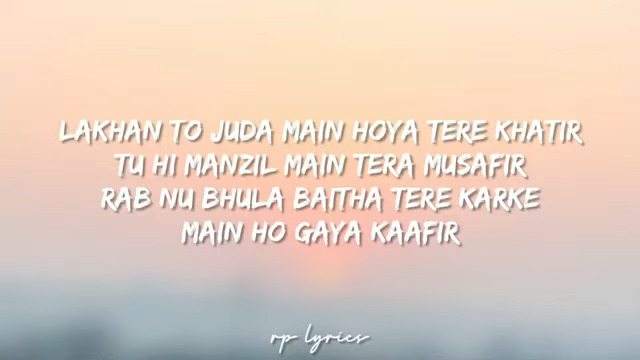 LAKHAN TO JUDA MAIN HOYA TERE KHATIR
TU HI MANZIL MAIN TERA MUSAFIR
RAB NU BHULA BAITHA TERE KARKE
MAIN HO GAYA KAAFIR
rp lyrics